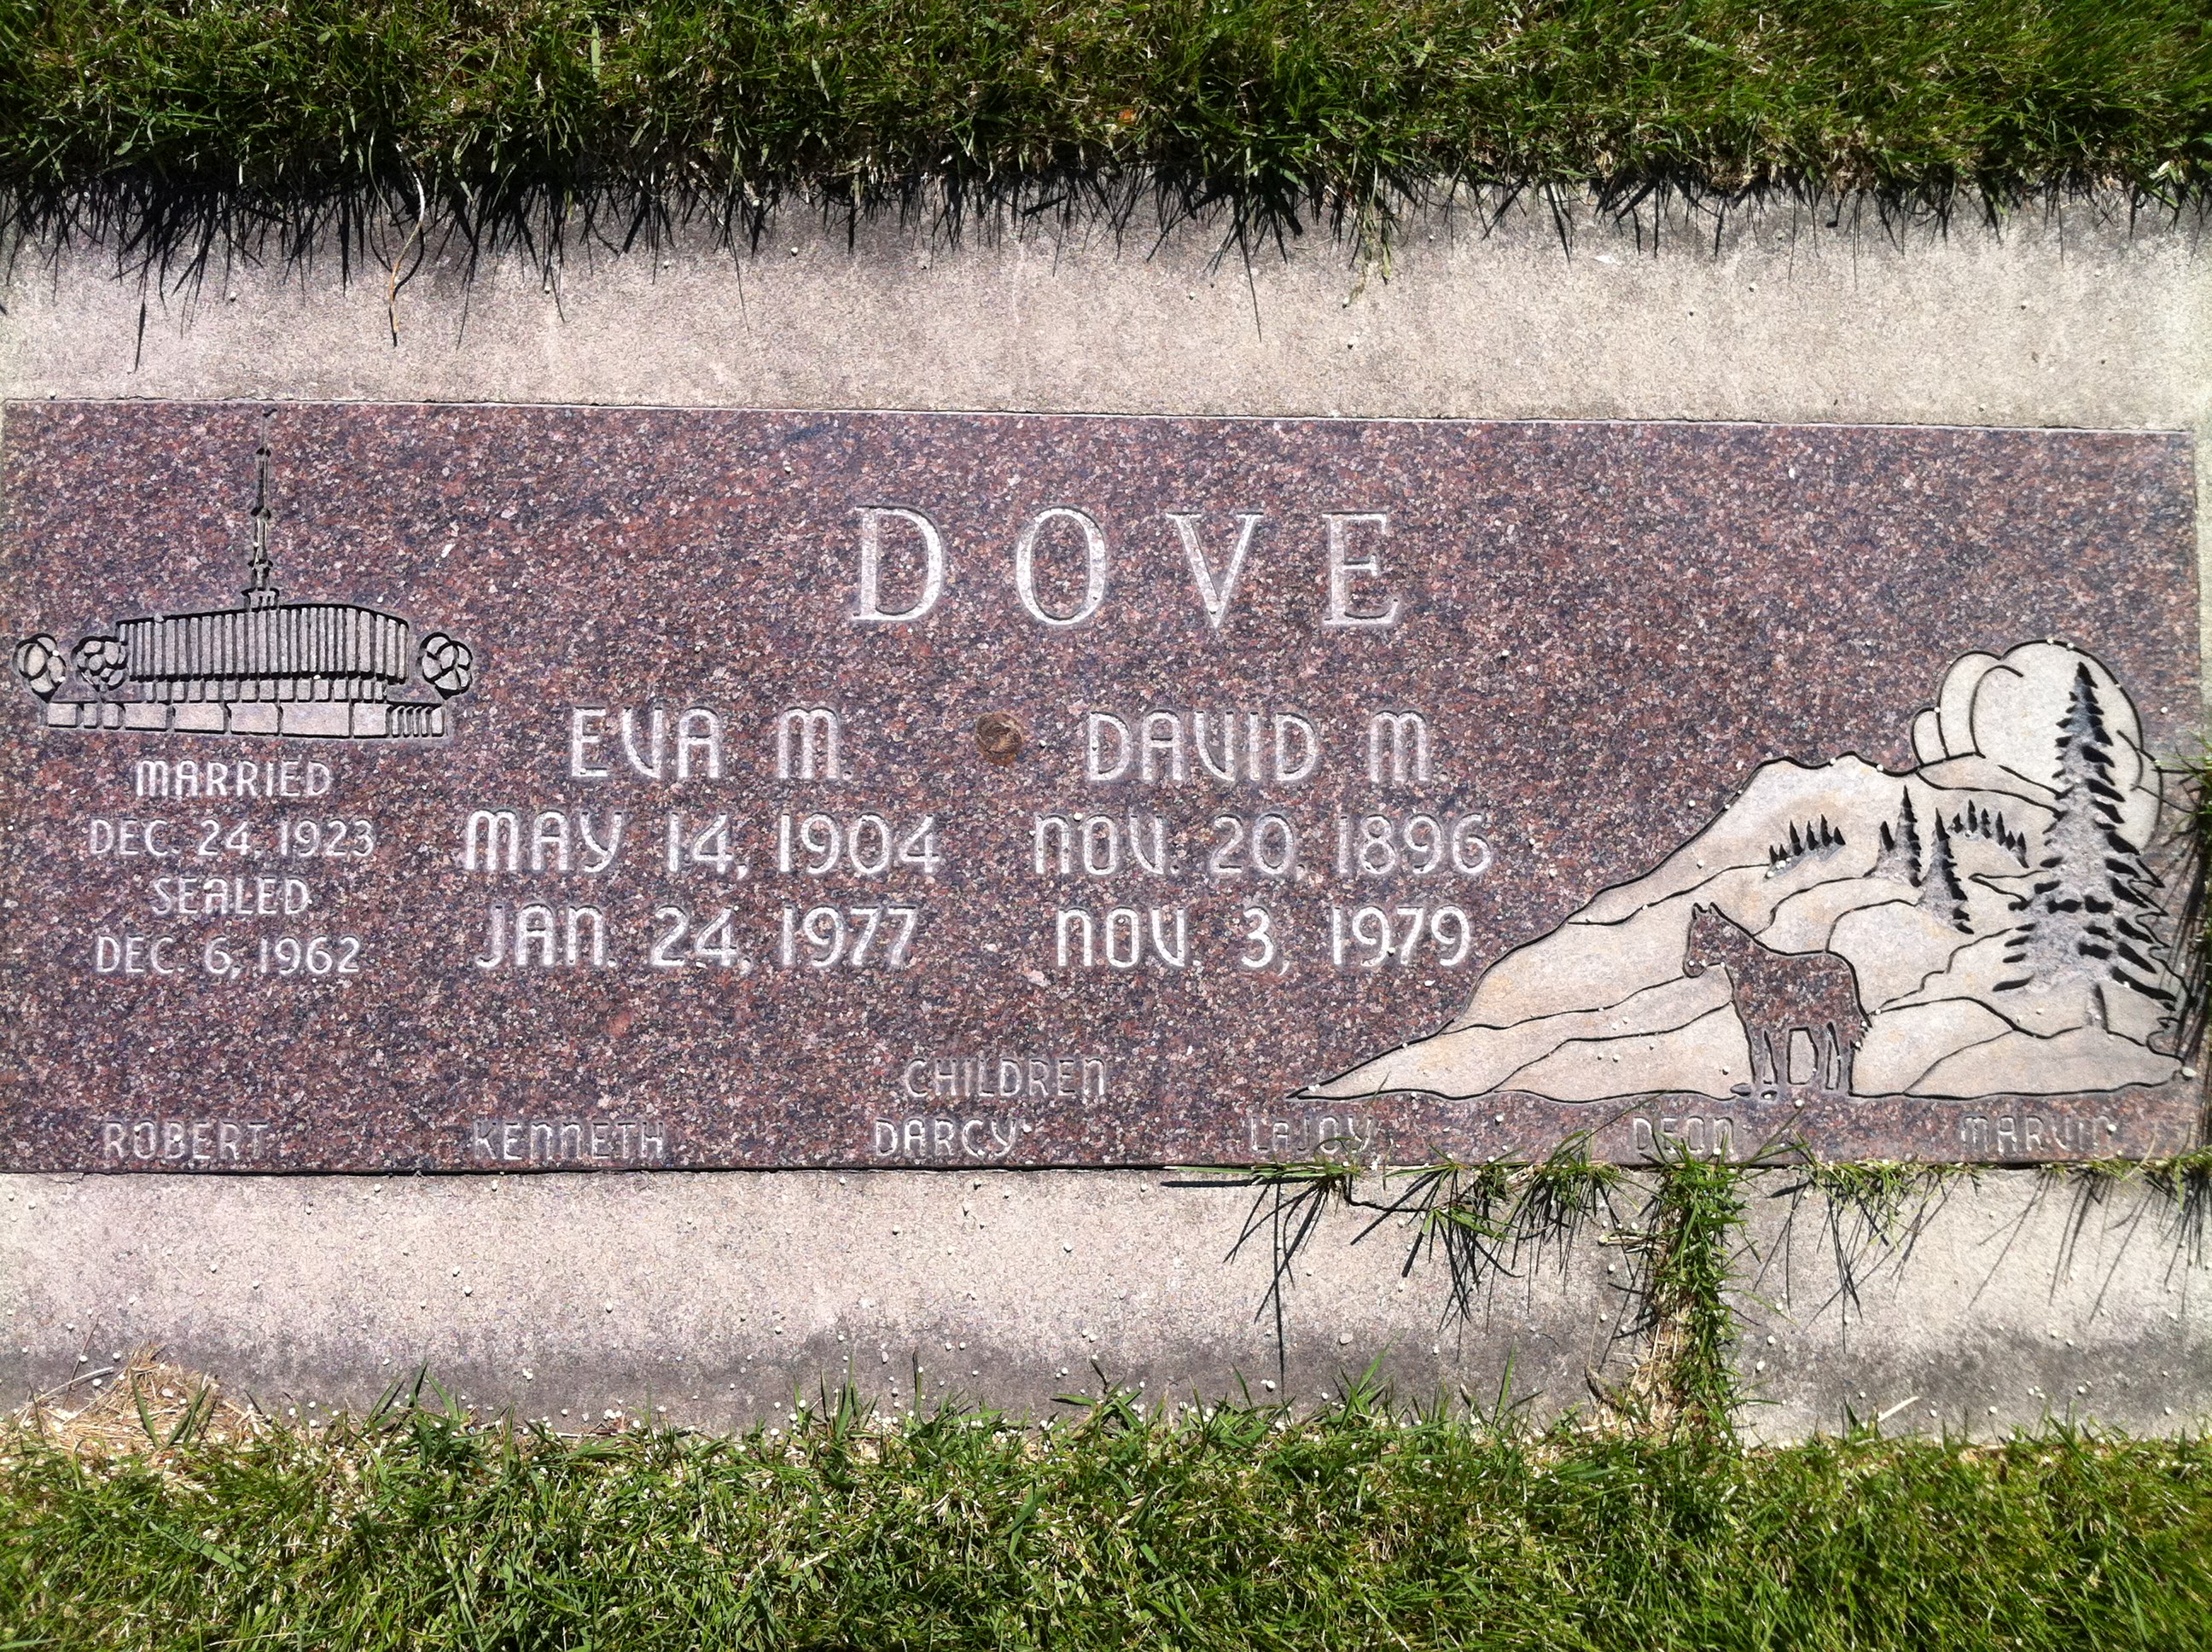 DOVE
MARRIED
DEC. 24, 1923
SEALED
DEC. 6, 1962
EVA M.
MAY 14, 1904
JAN. 24, 1977
DAVID M.
NOV. 20, 1896
NOV. 3, 1979
CHILDREN
ROBERT KENNETH DARCY LAJOY DEON MARVIN